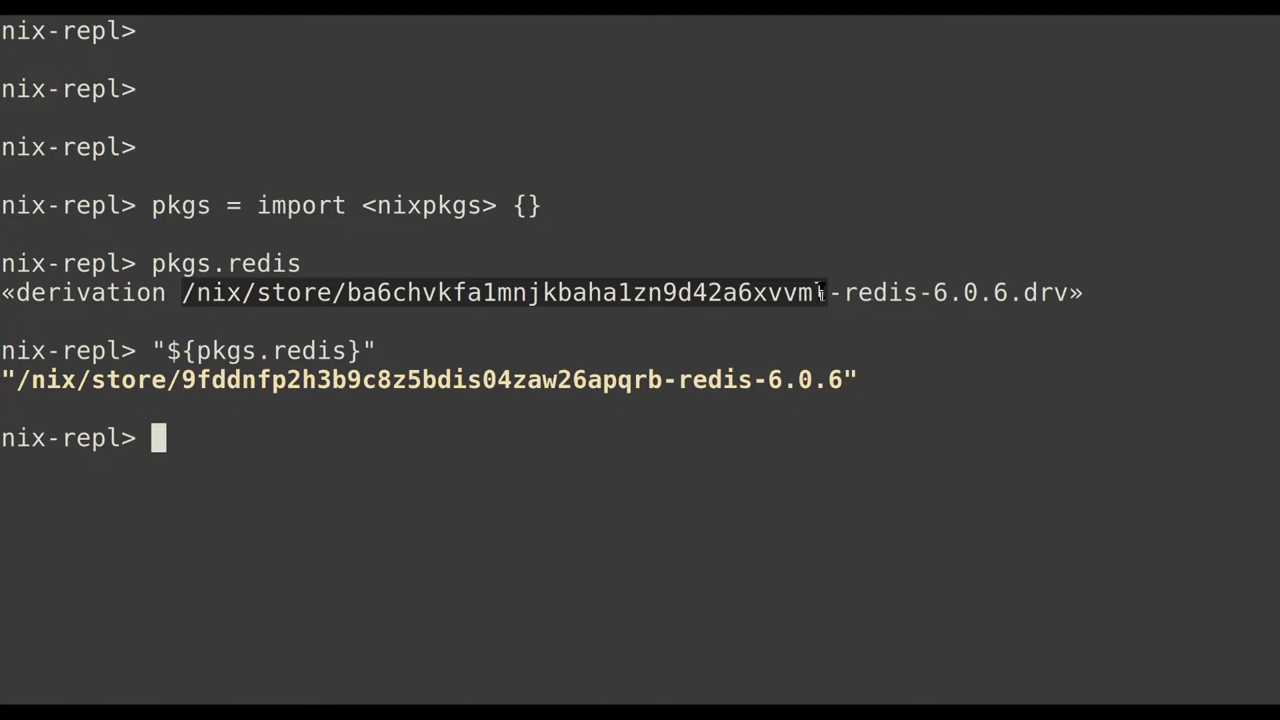 nix-repl>
nix-repl>
nix-repl>
nix-repl> pkgs = import <nixpkgs> {}
nix-repl> pkgs.redis
«derivation /nix/store/ba6chvkfa1mnjkbaha1zn9d42a6xvvml-redis-6.0.6.drv»
nix-repl> "${pkgs.redis}"
"/nix/store/9fddnfp2h3b9c8z5bdis04zaw26apqrb-redis-6.0.6"
nix-repl>